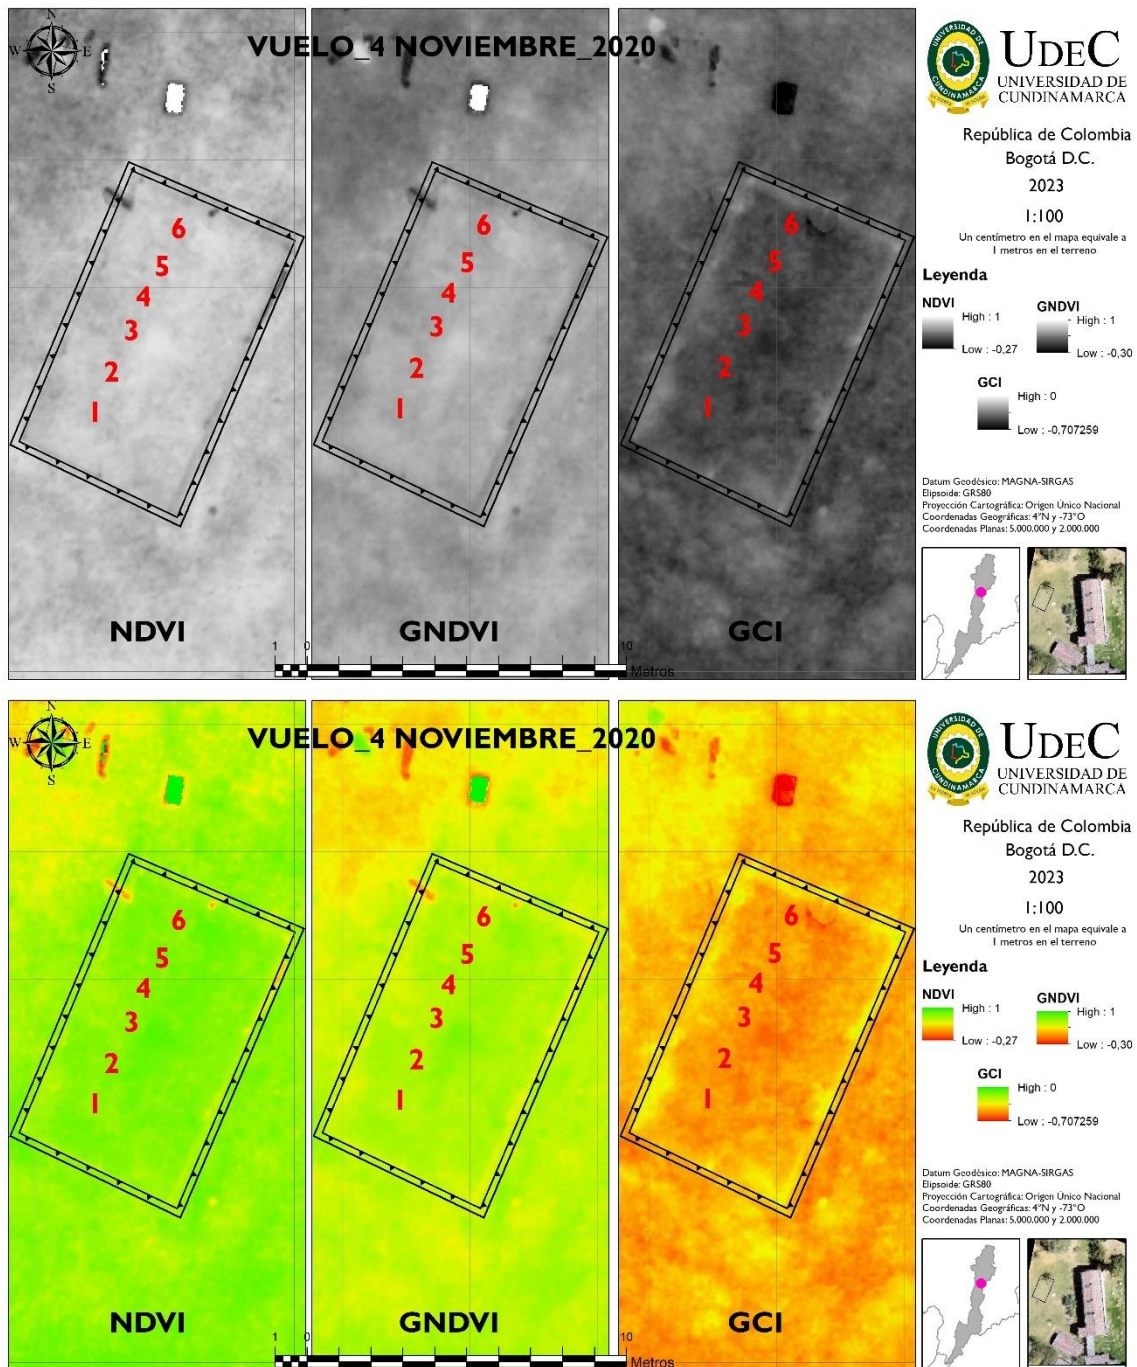 VUELO_4 NOVIEMBRE_2020
N
W E
S
6
5
4
3
2
1
6
5
4
3
2
1
6
5
4
3
2
1
NDVI
GNDVI
GCI
1 0 10
Metros
UNIVERSIDAD DE
CUNDINAMARCA
UDEC
UNIVERSIDAD DE
CUNDINAMARCA
República de Colombia
Bogotá D.C.
2023
1:100
Un centímetro en el mapa equivale a
1 metros en el terreno
Leyenda
NDVI
High : 1
Low : -0,27
GNDVI
High : 1
Low : -0,30
GCI
High : 0
Low : -0,707259
Datum Geodésico: MAGNA-SIRGAS
Elipsoide: GRS80
Proyección Cartográfica: Origen Único Nacional
Coordenadas Geográficas: 4°N y -73°O
Coordenadas Planas: 5.000.000 y 2.000.000
VUELO_4 NOVIEMBRE_2020
N
W E
S
6
5
4
3
2
1
6
5
4
3
2
1
6
5
4
3
2
1
NDVI
GNDVI
GCI
1 0 10
Metros
UNIVERSIDAD DE
CUNDINAMARCA
UDEC
UNIVERSIDAD DE
CUNDINAMARCA
República de Colombia
Bogotá D.C.
2023
1:100
Un centímetro en el mapa equivale a
1 metros en el terreno
Leyenda
NDVI
High : 1
Low : -0,27
GNDVI
High : 1
Low : -0,30
GCI
High : 0
Low : -0,707259
Datum Geodésico: MAGNA-SIRGAS
Elipsoide: GRS80
Proyección Cartográfica: Origen Único Nacional
Coordenadas Geográficas: 4°N y -73°O
Coordenadas Planas: 5.000.000 y 2.000.000